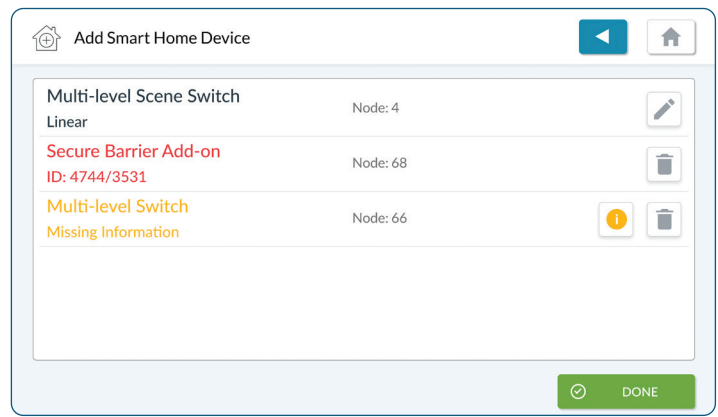 Add Smart Home Device
Multi-level Scene Switch
Linear
Node: 4
Secure Barrier Add-on
ID: 4744/3531
Node: 68
Multi-level Switch
Missing Information
Node: 66
i
DONE